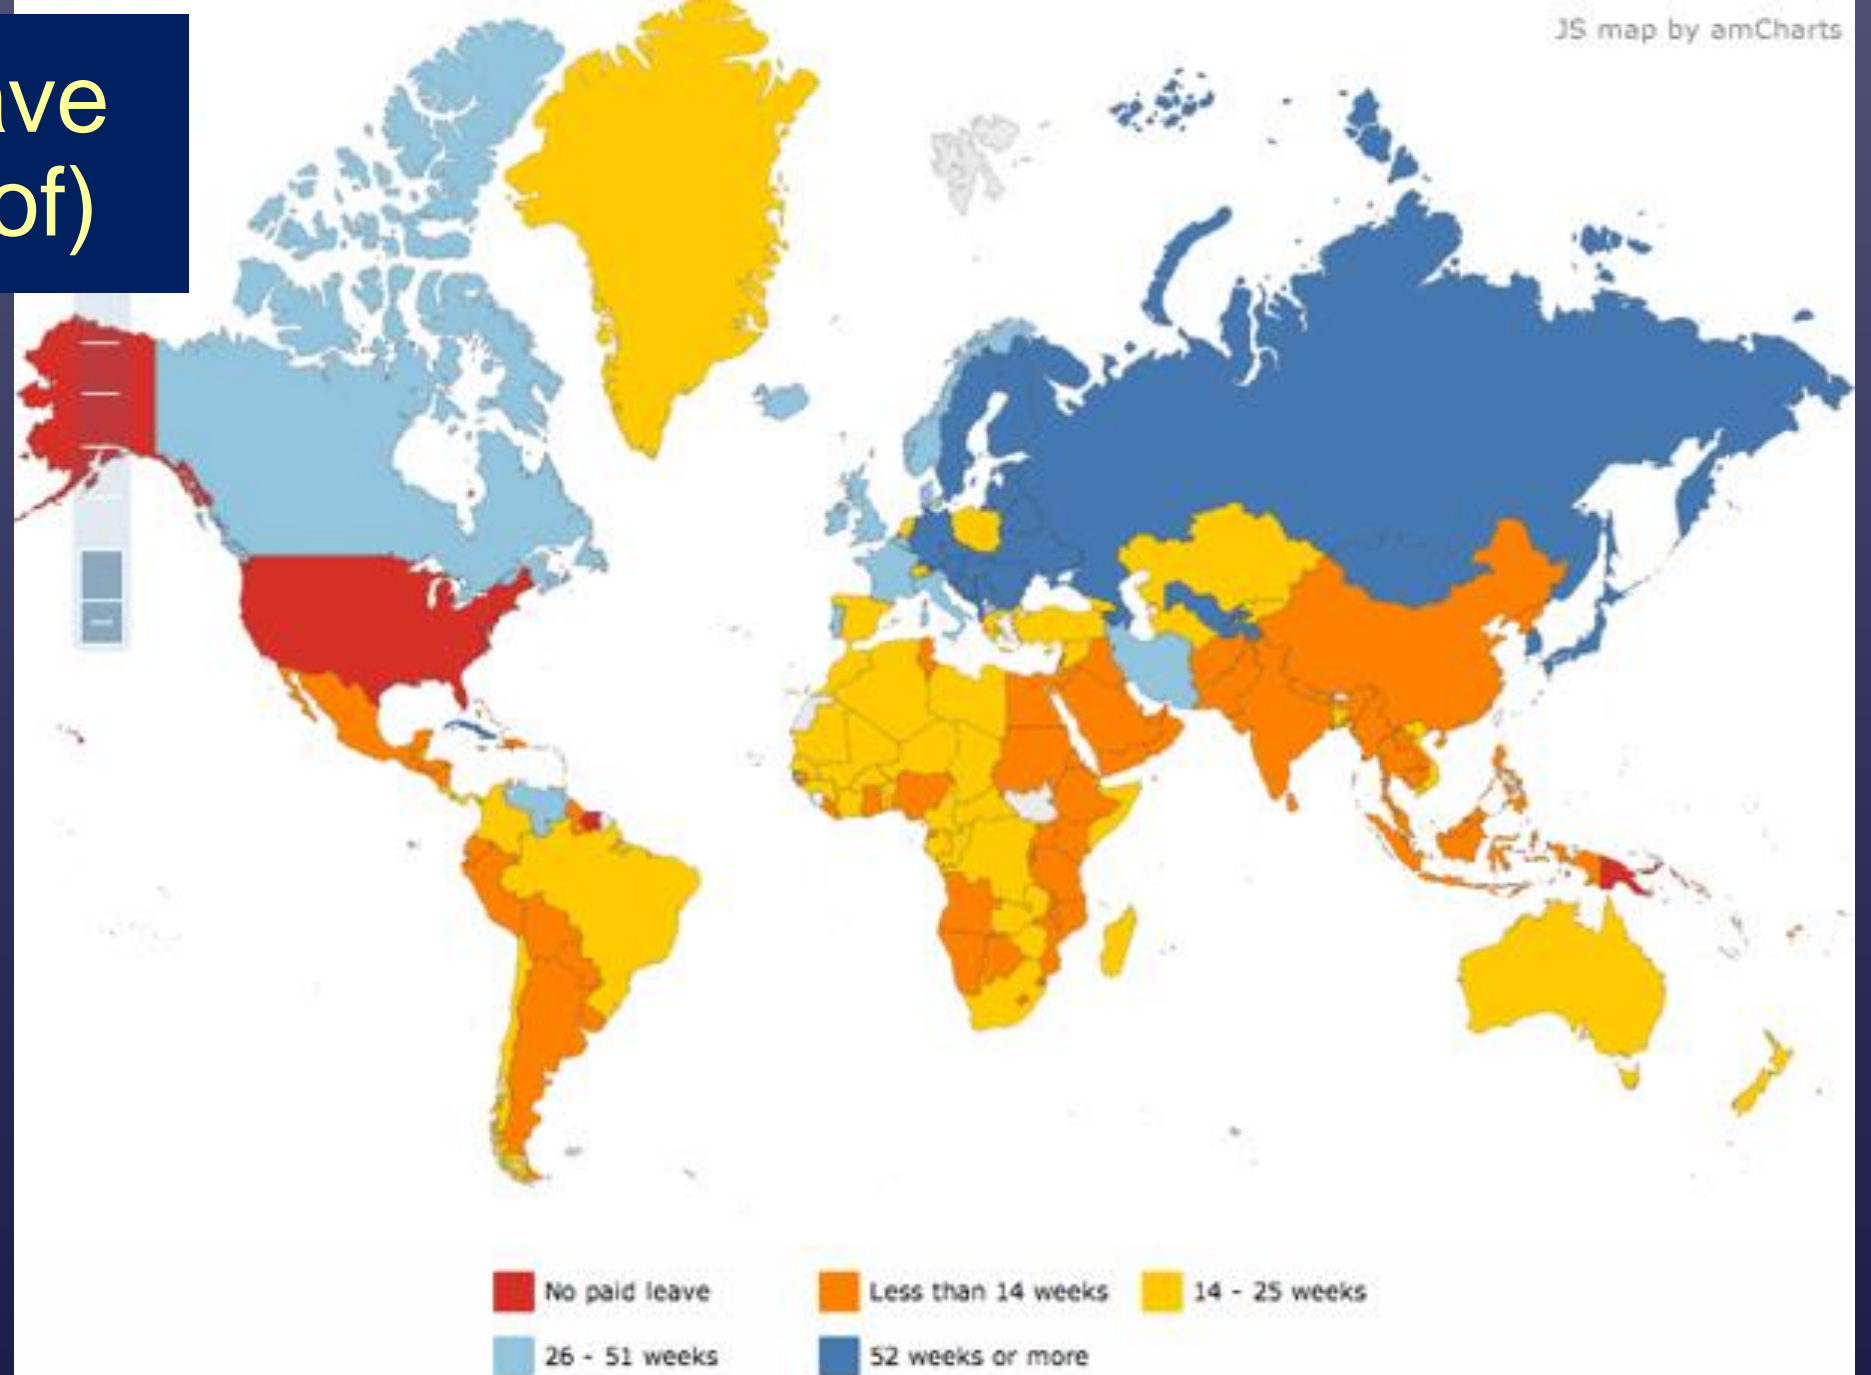 ave
of)
JS map by amCharts
No paid leave
Less than 14 weeks
14 - 25 weeks
26 - 51 weeks
52 weeks or more